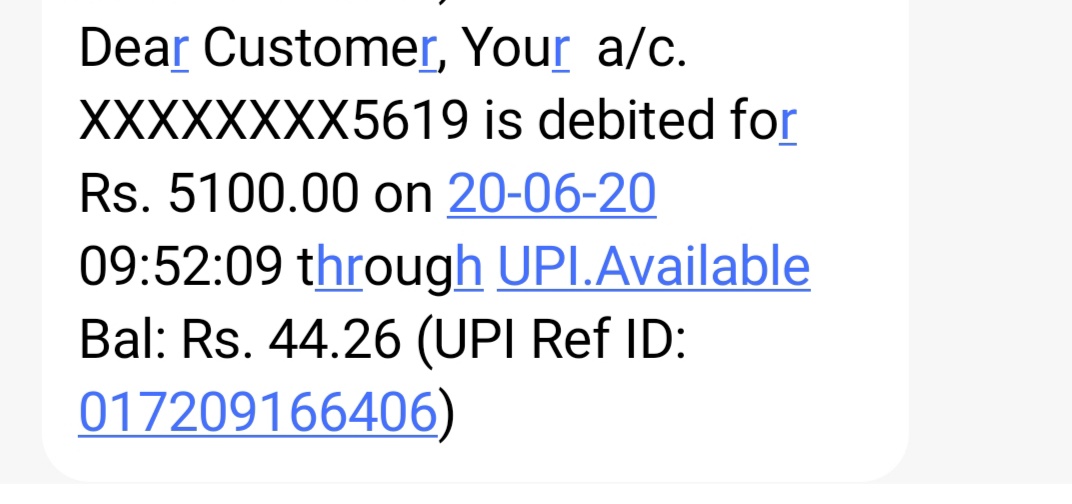 Dear Customer, Your a/c.
XXXXXXXX5619 is debited for
Rs. 5100.00 on 20-06-20
09:52:09 through UPI.Available
Bal: Rs. 44.26 (UPI Ref ID:
017209166406)